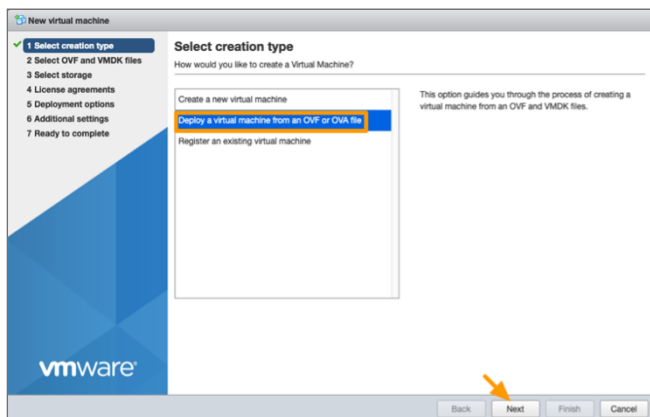 New virtual machine
1 Select creation type
2 Select OVF and VMDK files
3 Select storage
4 License agreements
5 Deployment options
6 Additional settings
7 Ready to complete
Select creation type
How would you like to create a Virtual Machine?
Create a new virtual machine
Deploy a virtual machine from an OVF or OVA file
Register an existing virtual machine
This option guides you through the process of creating a
virtual machine from an OVF and VMDK files.
vmware®
Back Next Finish Cancel